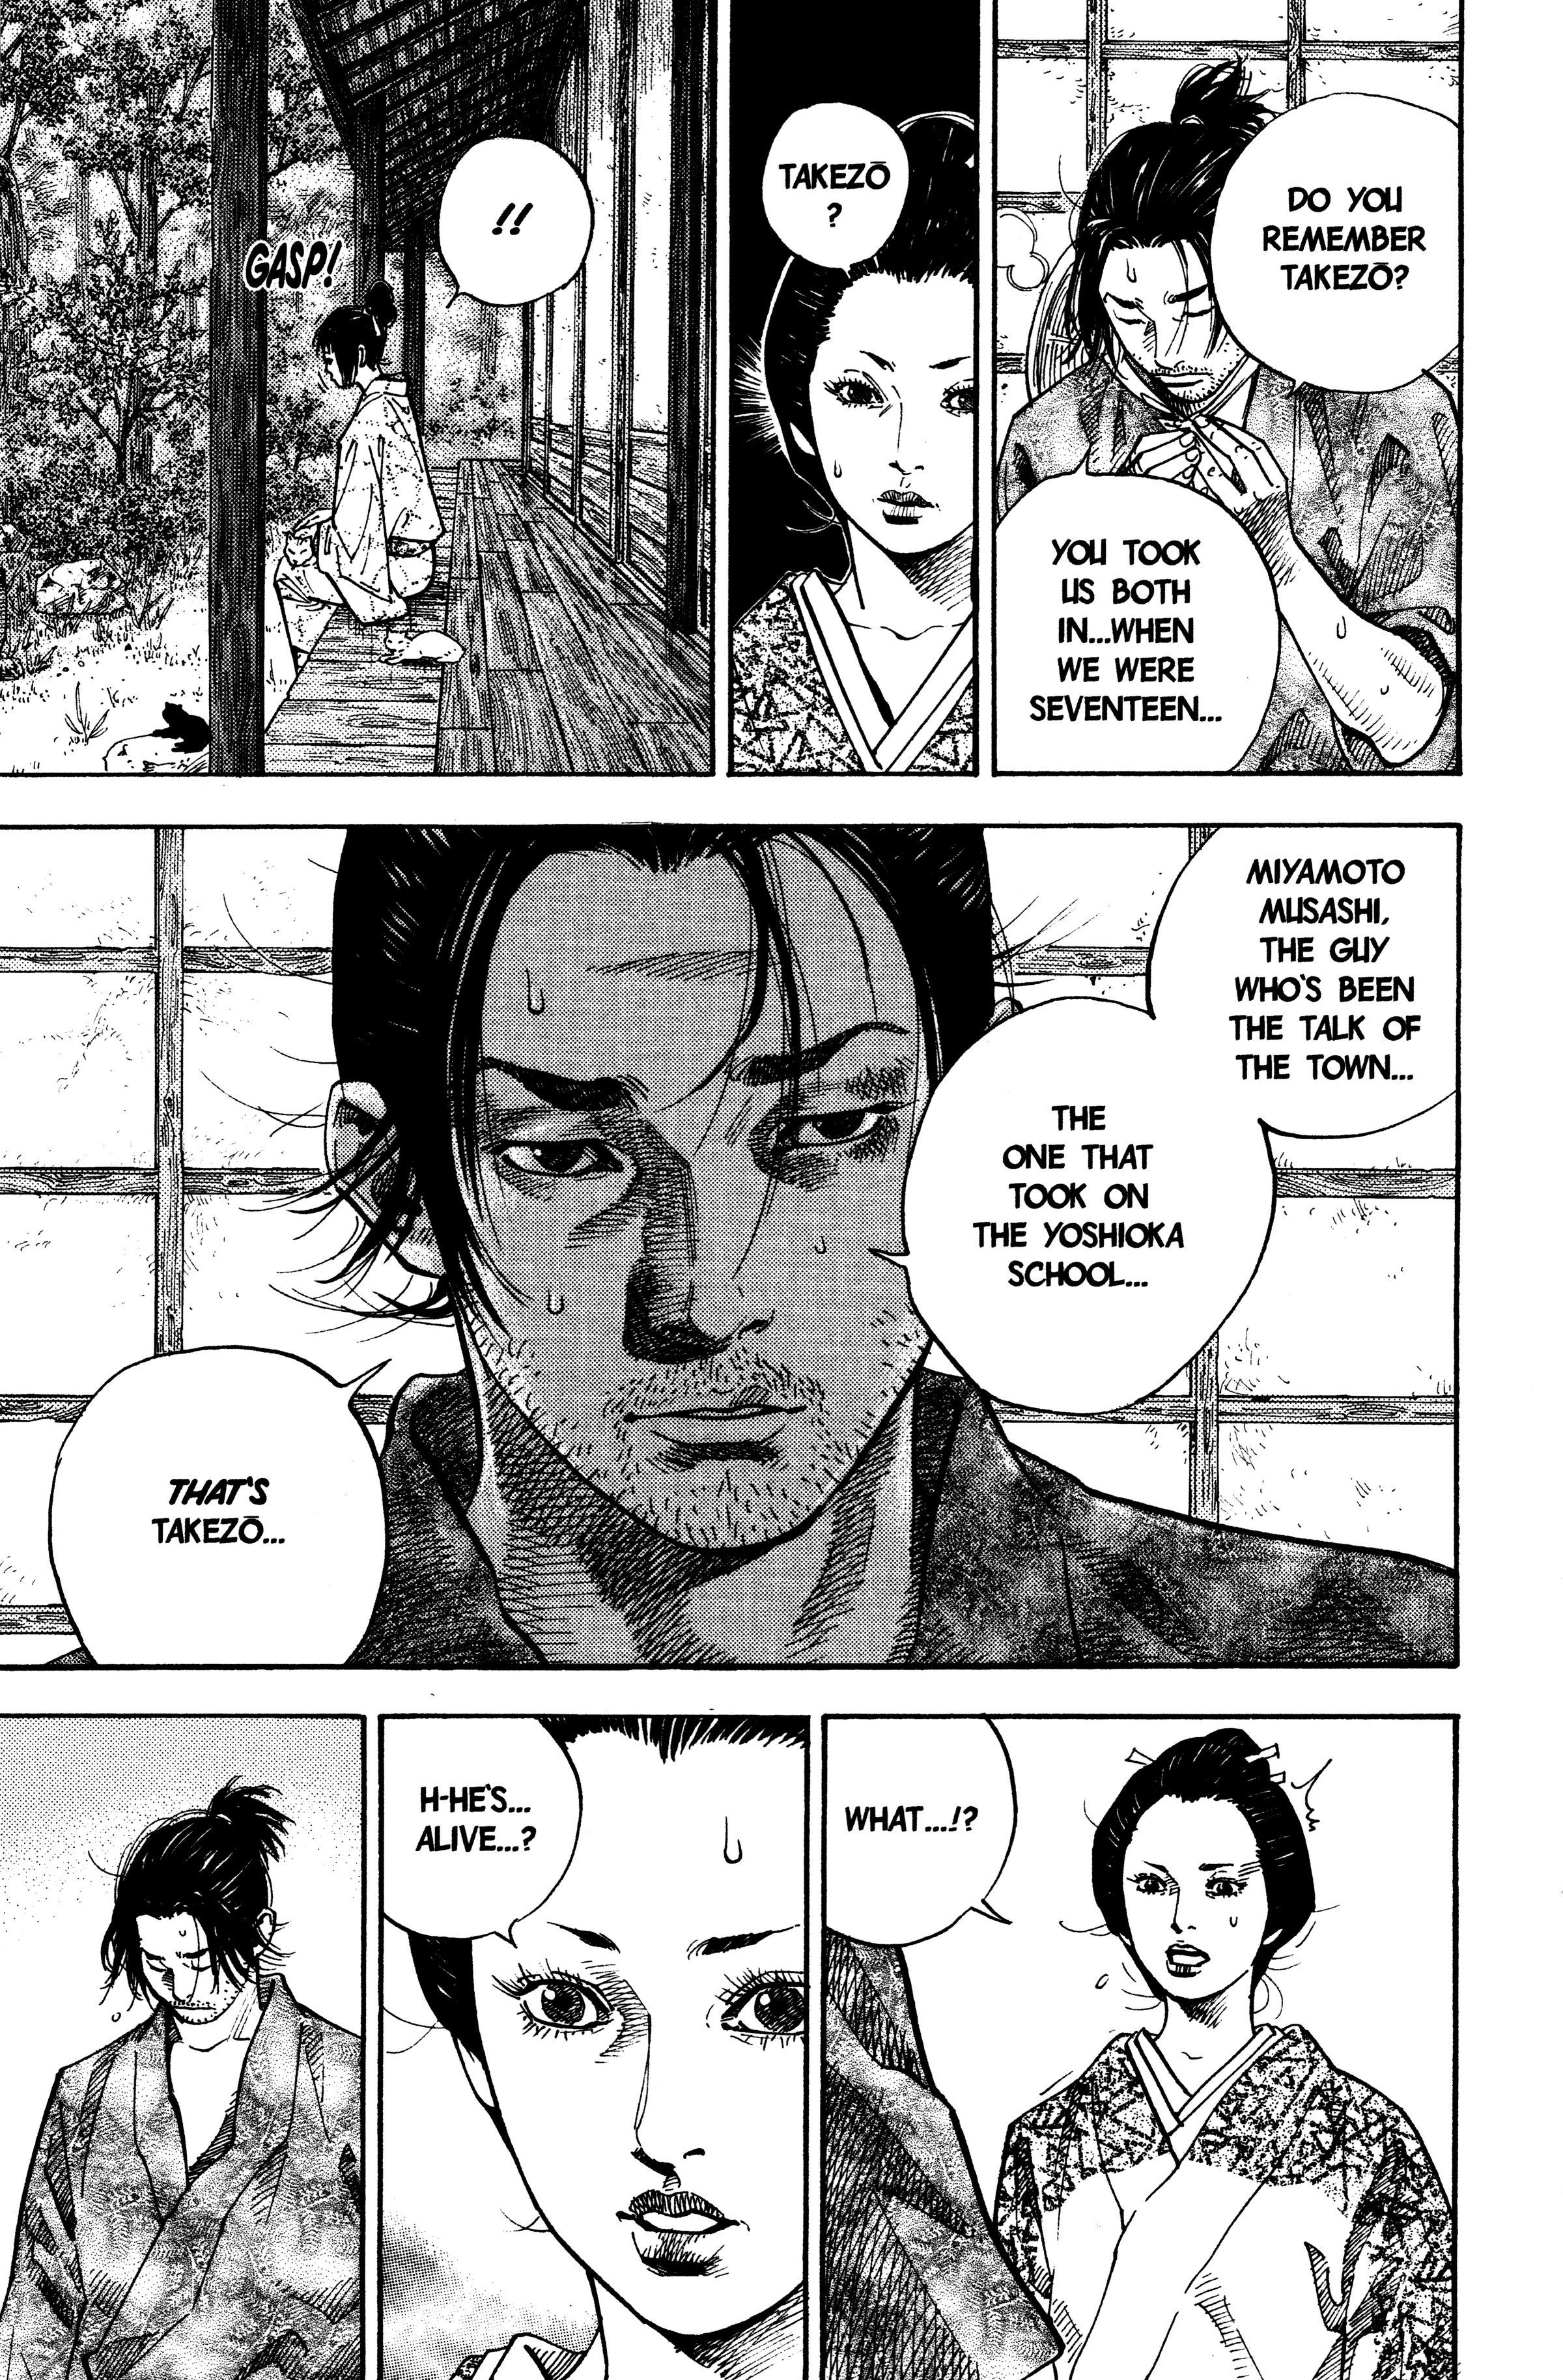 DO YOU
REMEMBER
TAKEZŌ?
YOU TOOK
US BOTH
IN...WHEN
WE WERE
SEVENTEEN...
TAKEZŌ
?
!!
GASP!
MIYAMOTO
MUSASHI,
THE GUY
WHO'S BEEN
THE TALK OF
THE TOWN...
THE
ONE THAT
TOOK ON
THE YOSHIOKA
SCHOOL...
THAT'S
TAKEZŌ...
WHAT...!?
H-HE'S...
ALIVE...?